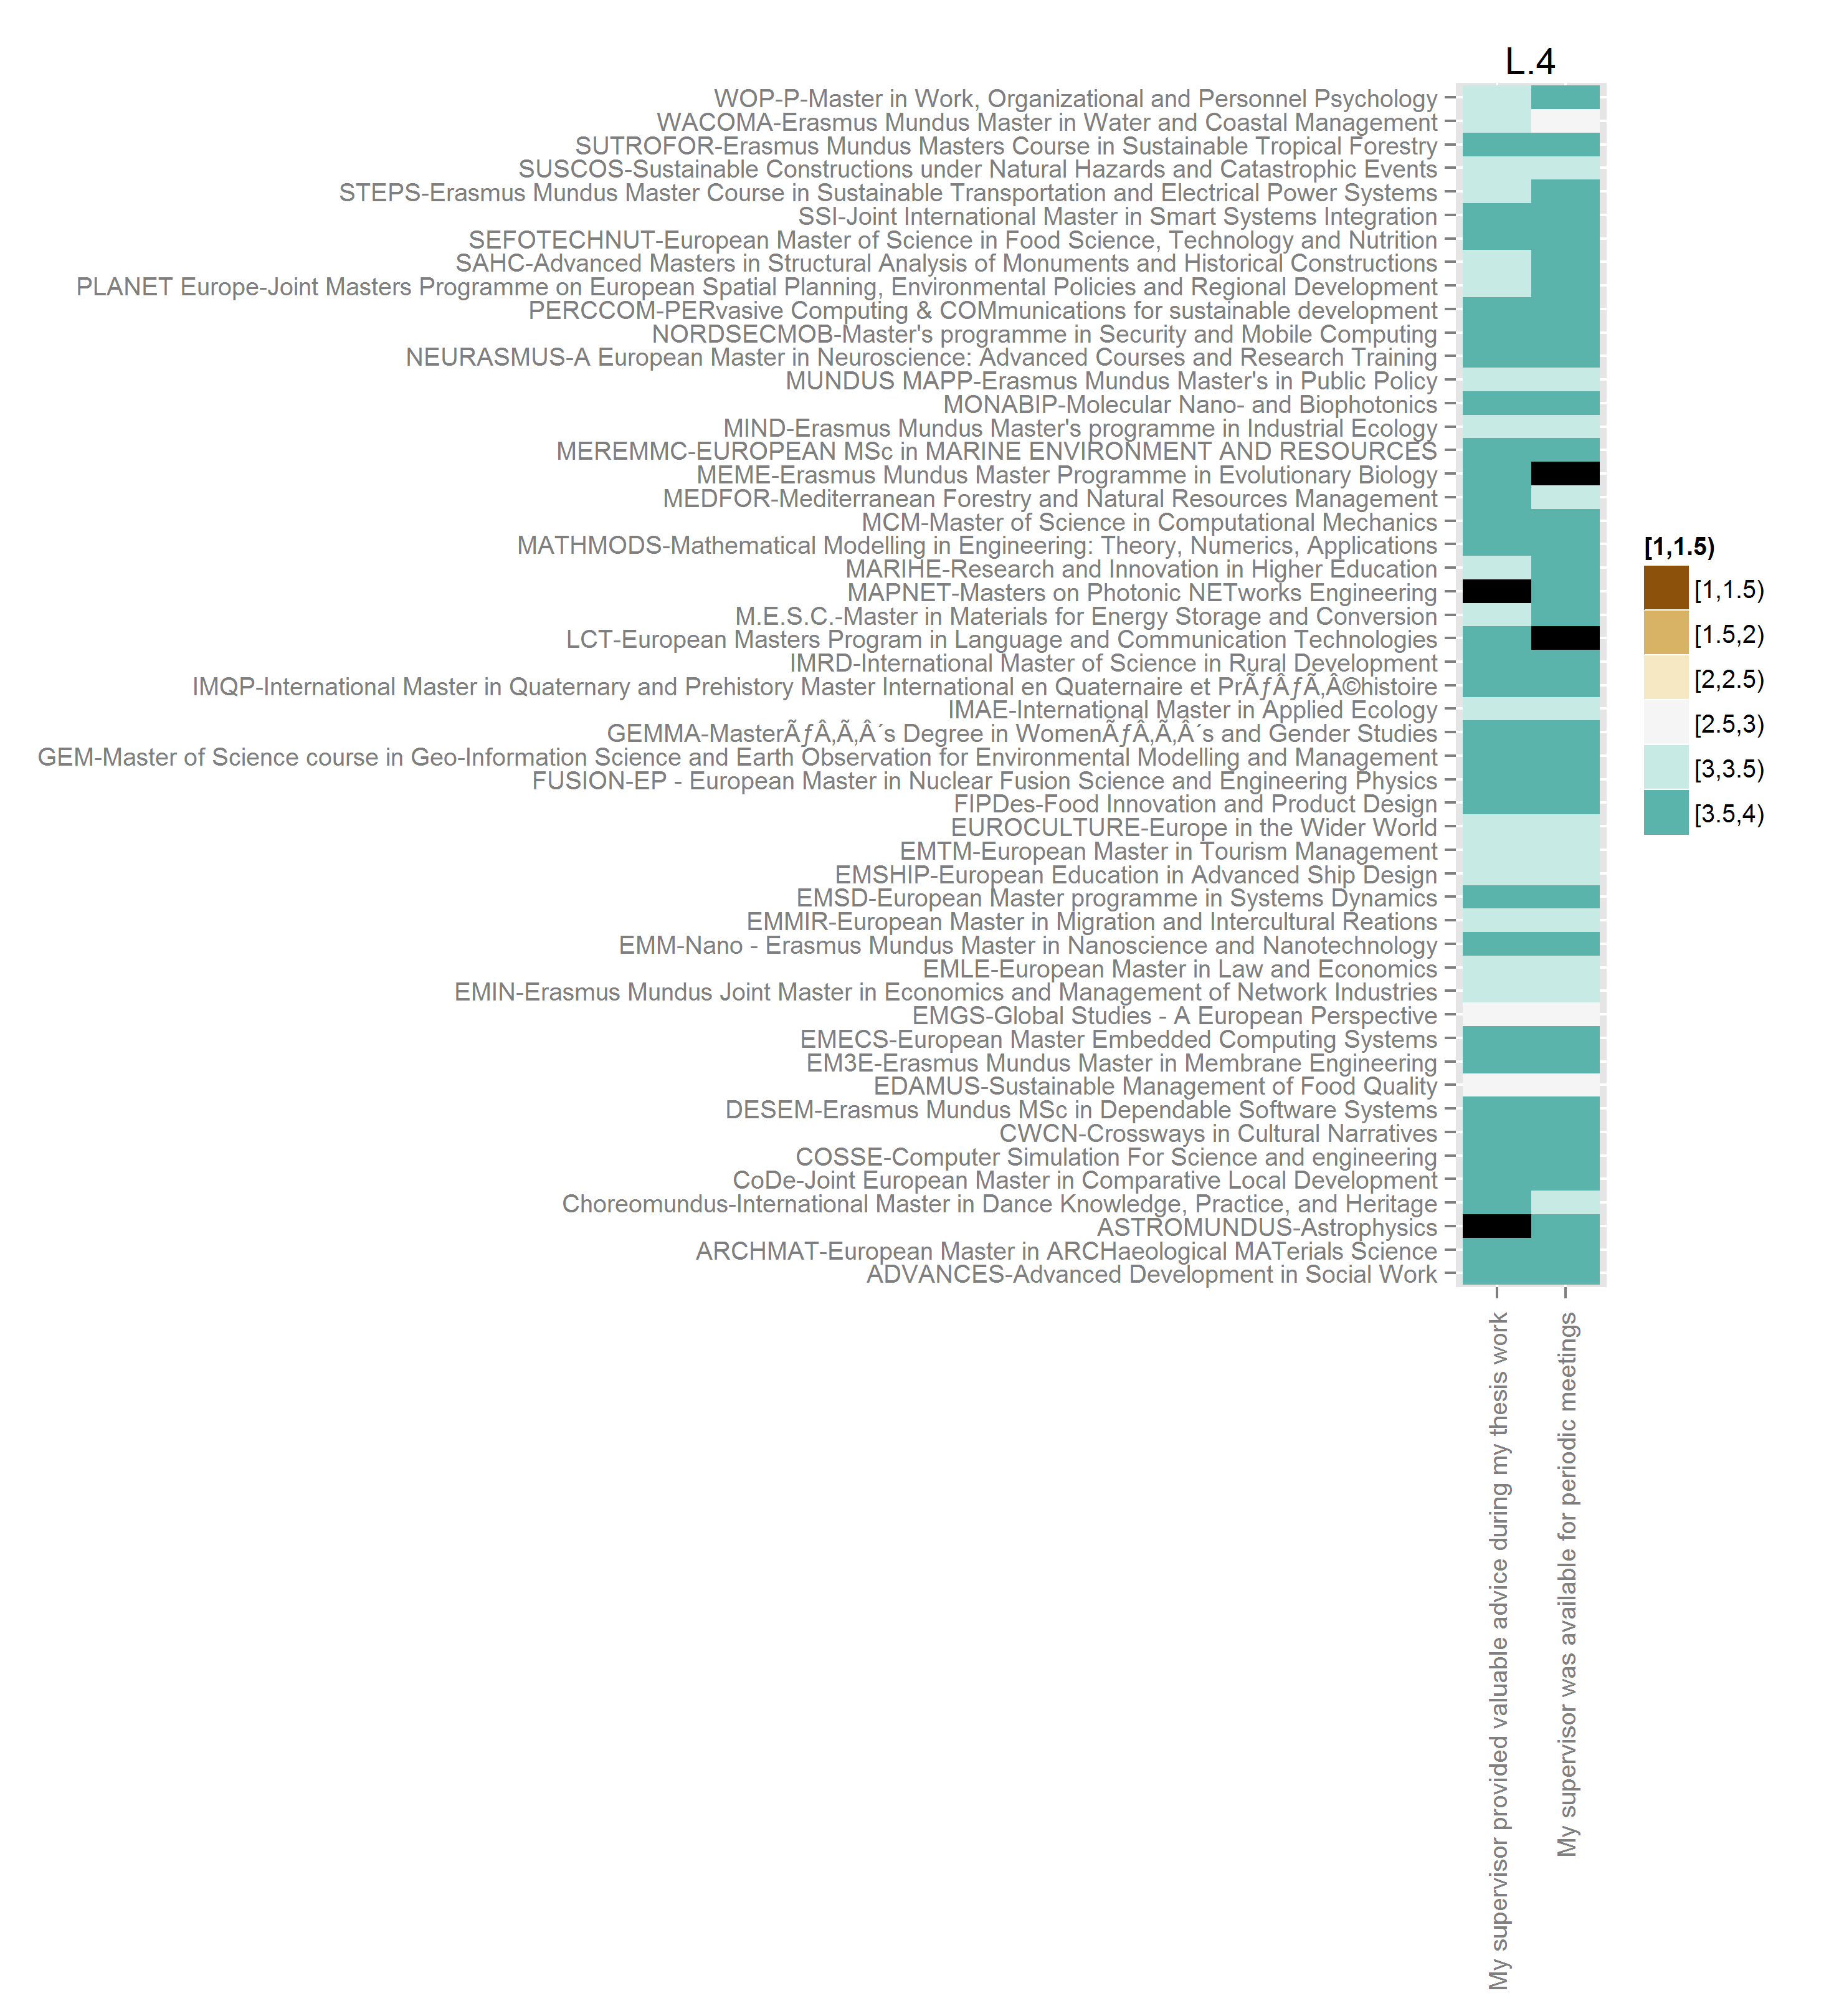 L.4
WOP-P-Master in Work, Organizational and Personnel Psychology
WACOMA-Erasmus Mundus Master in Water and Coastal Management
SUTROFOR-Erasmus Mundus Masters Course in Sustainable Tropical Forestry
SUSCOS-Sustainable Constructions under Natural Hazards and Catastrophic Events
STEPS-Erasmus Mundus Master Course in Sustainable Transportation and Electrical Power Systems
SSI-Joint International Master in Smart Systems Integration
SEFOTECHNUT-European Master of Science in Food Science, Technology and Nutrition
SAHC-Advanced Masters in Structural Analysis of Monuments and Historical Constructions
PLANET Europe-Joint Masters Programme on European Spatial Planning, Environmental Policies and Regional Development
PERCCOM-PERvasive Computing & COMmunications for sustainable development
NORDSECMOB-Master's programme in Security and Mobile Computing
NEURASMUS-A European Master in Neuroscience: Advanced Courses and Research Training
MUNDUS MAPP-Erasmus Mundus Master's in Public Policy
MONABIP-Molecular Nano- and Biophotonics
MIND-Erasmus Mundus Master's programme in Industrial Ecology
MEREMMC-EUROPEAN MSc in MARINE ENVIRONMENT AND RESOURCES
MEME-Erasmus Mundus Master Programme in Evolutionary Biology
MEDFOR-Mediterranean Forestry and Natural Resources Management
MCM-Master of Science in Computational Mechanics
MATHMODS-Mathematical Modelling in Engineering: Theory, Numerics, Applications
MARIHE-Research and Innovation in Higher Education
MAPNET-Masters on Photonic NETworks Engineering
M.E.S.C.-Master in Materials for Energy Storage and Conversion
LCT-European Masters Program in Language and Communication Technologies
IMRD-International Master of Science in Rural Development
IMQP-International Master in Quaternary and Prehistory Master International en Quaternaire et PrÃƒÂƒÃ‚Â©histoire
IMAE-International Master in Applied Ecology
GEMMA-MasterÃƒÂ‚Ã‚Â´s Degree in WomenÃƒÂ‚Ã‚Â´s and Gender Studies
GEM-Master of Science course in Geo-Information Science and Earth Observation for Environmental Modelling and Management
FUSION-EP - European Master in Nuclear Fusion Science and Engineering Physics
FIPDes-Food Innovation and Product Design
EUROCULTURE-Europe in the Wider World
EMTM-European Master in Tourism Management
EMSHIP-European Education in Advanced Ship Design
EMSD-European Master programme in Systems Dynamics
EMMIR-European Master in Migration and Intercultural Reations
EMM-Nano - Erasmus Mundus Master in Nanoscience and Nanotechnology
EMLE-European Master in Law and Economics
EMIN-Erasmus Mundus Joint Master in Economics and Management of Network Industries
EMGS-Global Studies - A European Perspective
EMECS-European Master Embedded Computing Systems
EM3E-Erasmus Mundus Master in Membrane Engineering
EDAMUS-Sustainable Management of Food Quality
DESEM-Erasmus Mundus MSc in Dependable Software Systems
CWCN-Crossways in Cultural Narratives
COSSE-Computer Simulation For Science and engineering
CoDe-Joint European Master in Comparative Local Development
Choreomundus-International Master in Dance Knowledge, Practice, and Heritage
ASTROMUNDUS-Astrophysics
ARCHMAT-European Master in ARCHaeological MATerials Science
ADVANCES-Advanced Development in Social Work
My supervisor provided valuable advice during my thesis work
My supervisor was available for periodic meetings
[1,1.5)
[1,1.5)
[1.5,2)
[2,2.5)
[2.5,3)
[3,3.5)
[3.5,4)